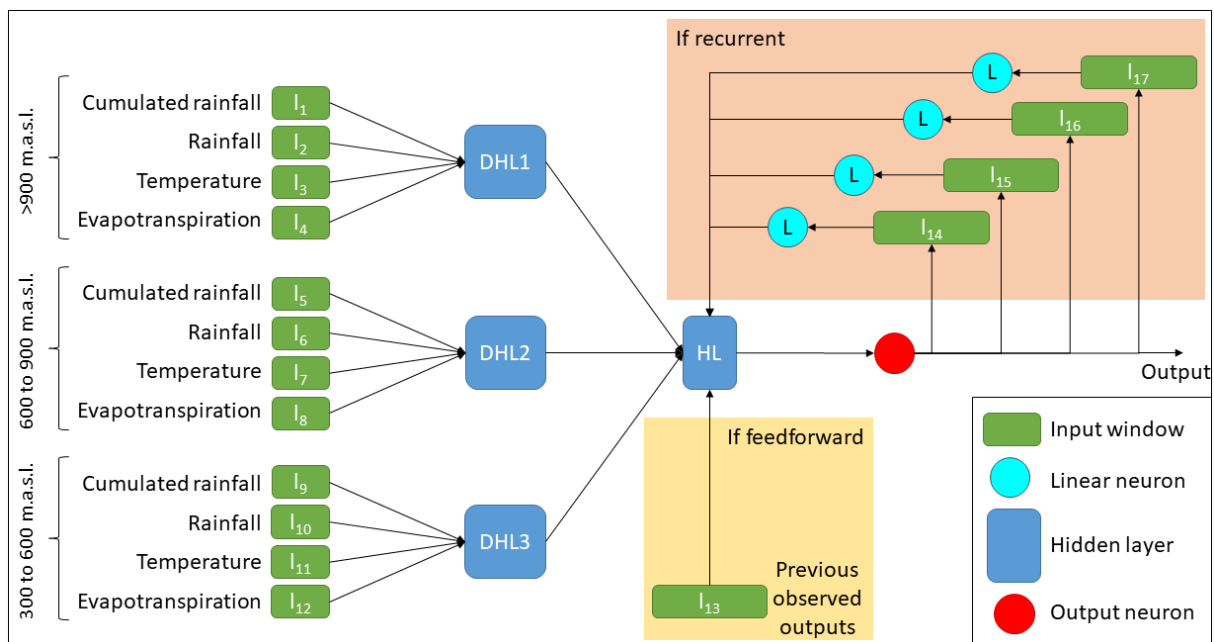 >900 m.a.s.l.
Cumulated rainfall I₁
Rainfall I₂
Temperature I₃
Evapotranspiration I₄
DHL1
600 to 900 m.a.s.l.
Cumulated rainfall I₅
Rainfall I₆
Temperature I₇
Evapotranspiration I₈
DHL2
300 to 600 m.a.s.l.
Cumulated rainfall I₉
Rainfall I₁₀
Temperature I₁₁
Evapotranspiration I₁₂
DHL3
HL
If recurrent
L I₁₇
L I₁₆
L I₁₅
L I₁₄
Output
If feedforward
I₁₃
Previous
observed
outputs
Input window
Linear neuron
Hidden layer
Output neuron